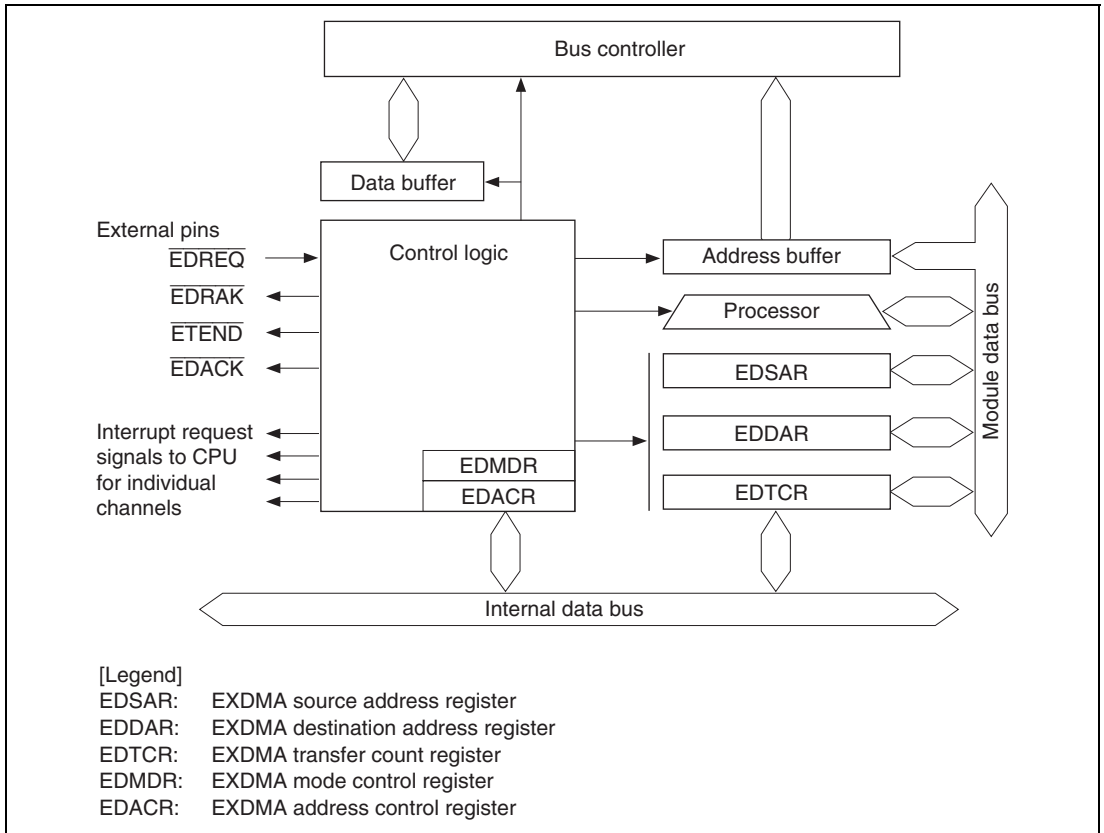 Bus controller
Data buffer
External pins
EDREQ
EDRAK
ETEND
EDACK
Interrupt request
signals to CPU
for individual
channels
Control logic
EDMDR
EDACR
Address buffer
Processor
EDSAR
EDDAR
EDTCR
Module data bus
Internal data bus
[Legend]
EDSAR: EXDMA source address register
EDDAR: EXDMA destination address register
EDTCR: EXDMA transfer count register
EDMDR: EXDMA mode control register
EDACR: EXDMA address control register